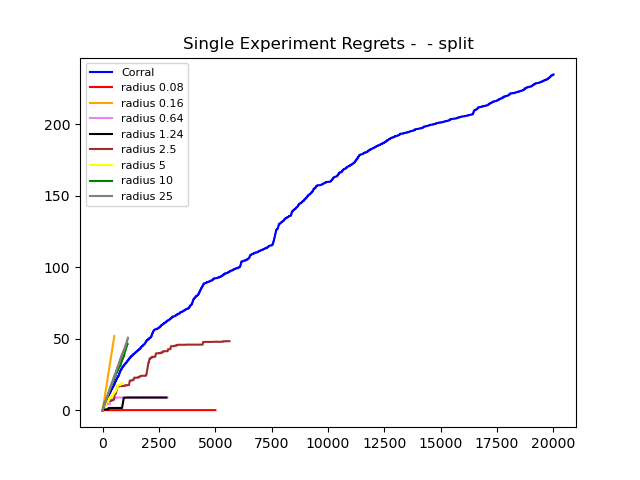 Single Experiment Regrets -  - split
Corral
radius 0.08
radius 0.16
radius 0.64
radius 1.24
radius 2.5
radius 5
radius 10
radius 25
200
150
100
50
0
0 2500 5000 7500 10000 12500 15000 17500 20000